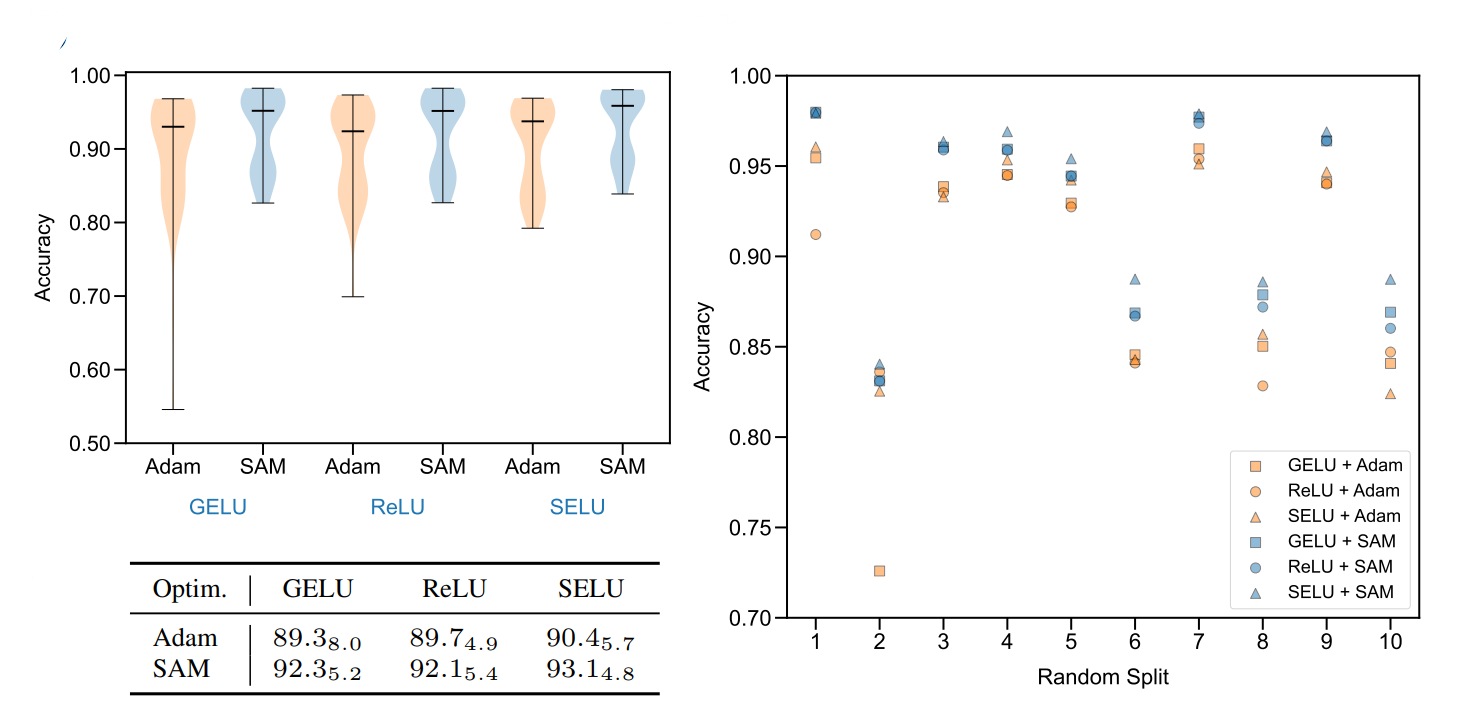 1.00
0.90
0.80
0.70
0.60
0.50
Accuracy
Adam SAM Adam SAM Adam SAM
GELU ReLU SELU
Optim. GELU ReLU SELU
Adam 89.3₈.₀ 89.7₄.₉ 90.4₅.₇
SAM 92.3₅.₂ 92.1₅.₄ 93.1₄.₈
1.00
0.95
0.90
0.85
0.80
0.75
0.70
Accuracy
GELU + Adam
ReLU + Adam
SELU + Adam
GELU + SAM
ReLU + SAM
SELU + SAM
1 2 3 4 5 6 7 8 9 10
Random Split